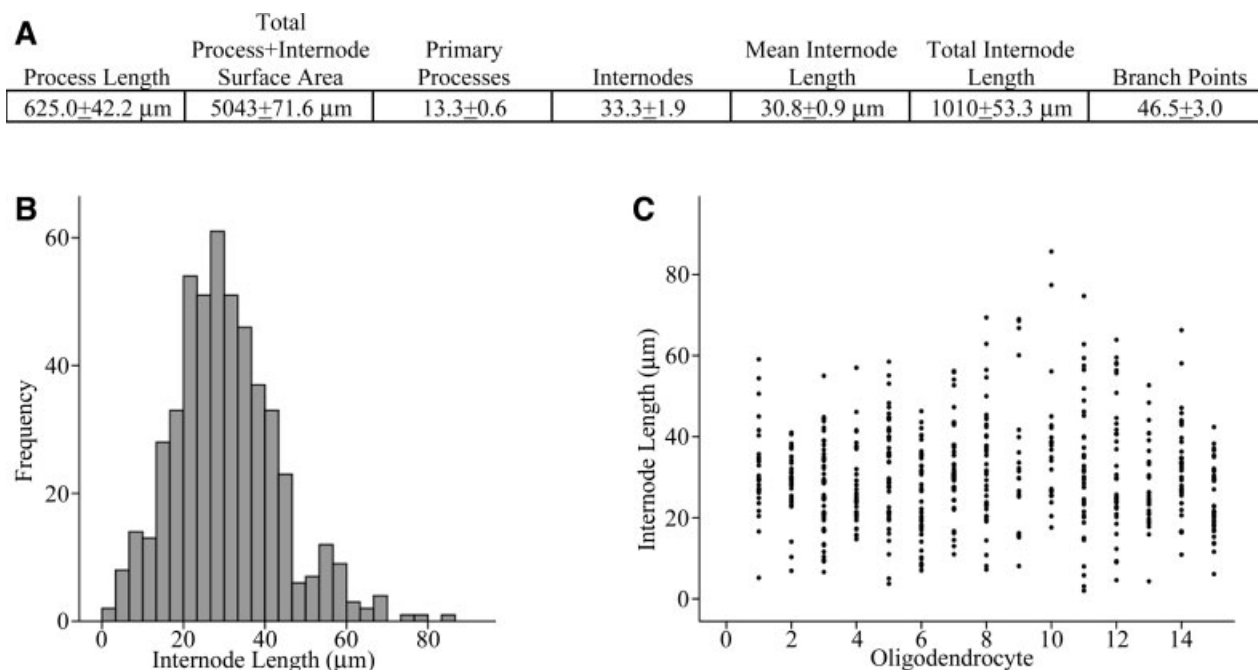 A
Total
Process+Internode Primary Mean Internode Total Internode
Process Length Surface Area Processes Internodes Length Length Branch Points
625.0±42.2 μm 5043±71.6 μm 13.3±0.6 33.3±1.9 30.8±0.9 μm 1010±53.3 μm 46.5±3.0
B
60
40
20
0
Frequency
0 20 40 60 80
Internode Length (μm)
C
80
60
40
20
0
Internode Length (μm)
0 2 4 6 8 10 12 14
Oligodendrocyte